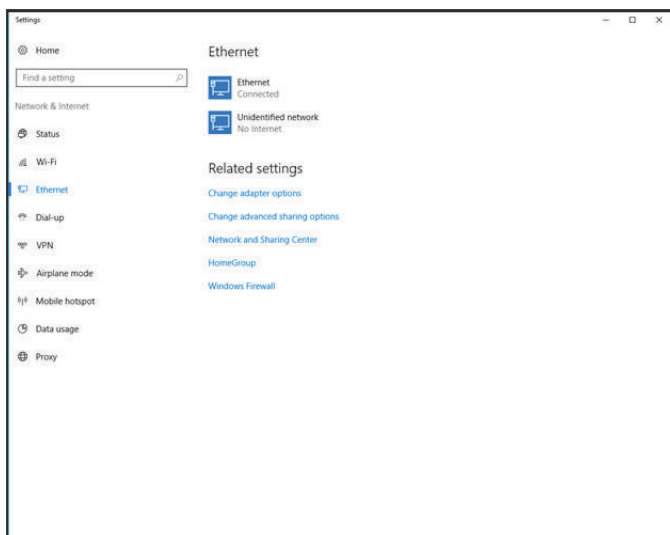 Settings
Home
Find a setting
Network & Internet
Status
Wi-Fi
Ethernet
Dial-up
VPN
Airplane mode
Mobile hotspot
Data usage
Proxy
Ethernet
Ethernet
Connected
Unidentified network
No Internet
Related settings
Change adapter options
Change advanced sharing options
Network and Sharing Center
HomeGroup
Windows Firewall